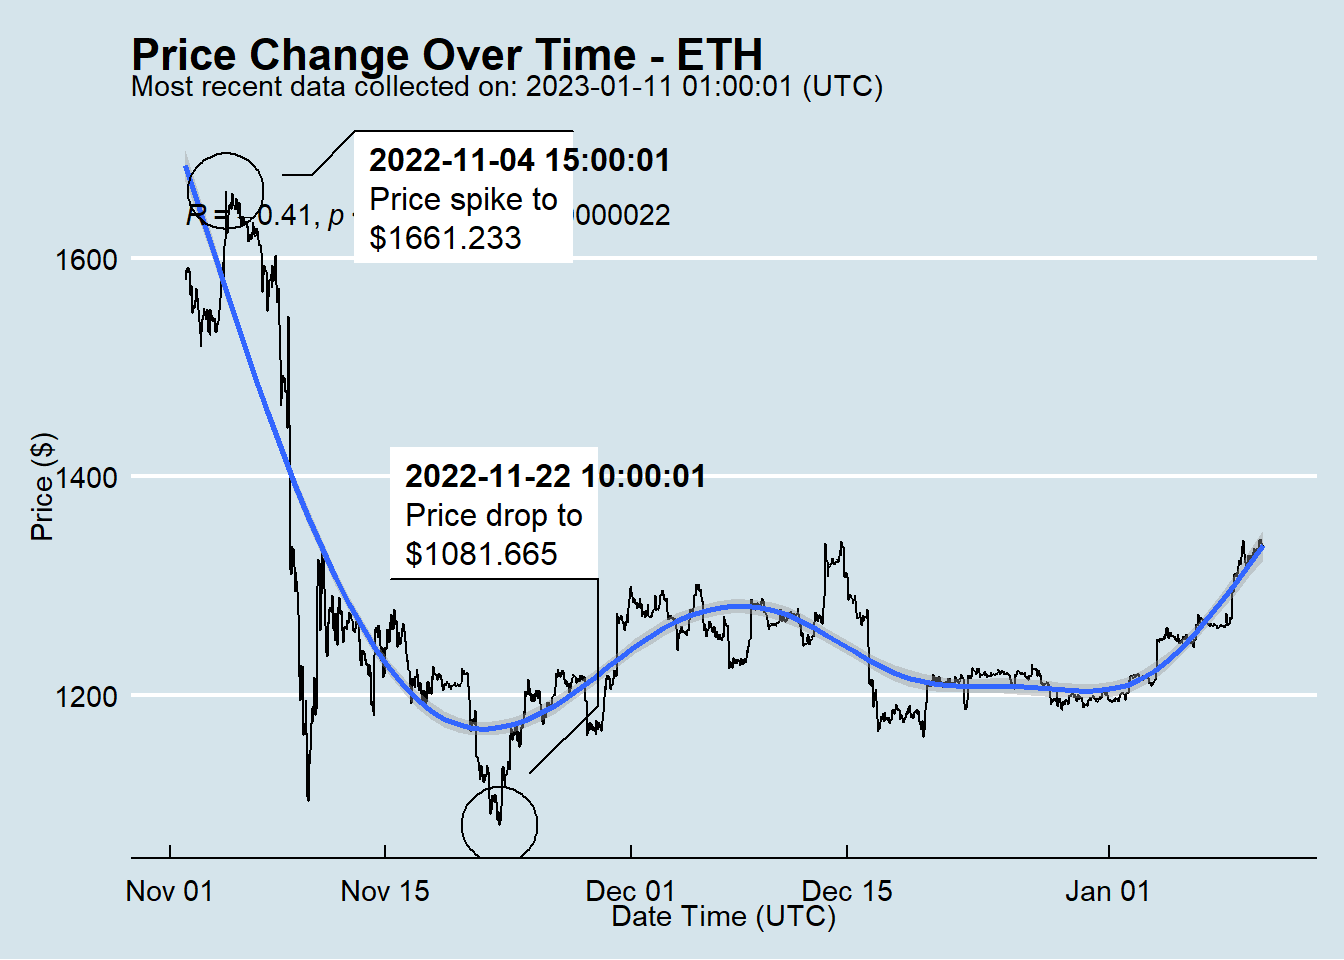 Price Change Over Time - ETH
Most recent data collected on: 2023-01-11 01:00:01 (UTC)
2022-11-04 15:00:01
Price spike to
$1661.233
0.41, p
000022
1600
2022-11-22 10:00:01
Price drop to
$1081.665
1400
Price ($)
1200
Nov 01 Nov 15 Dec 01 Dec 15 Jan 01
Date Time (UTC)